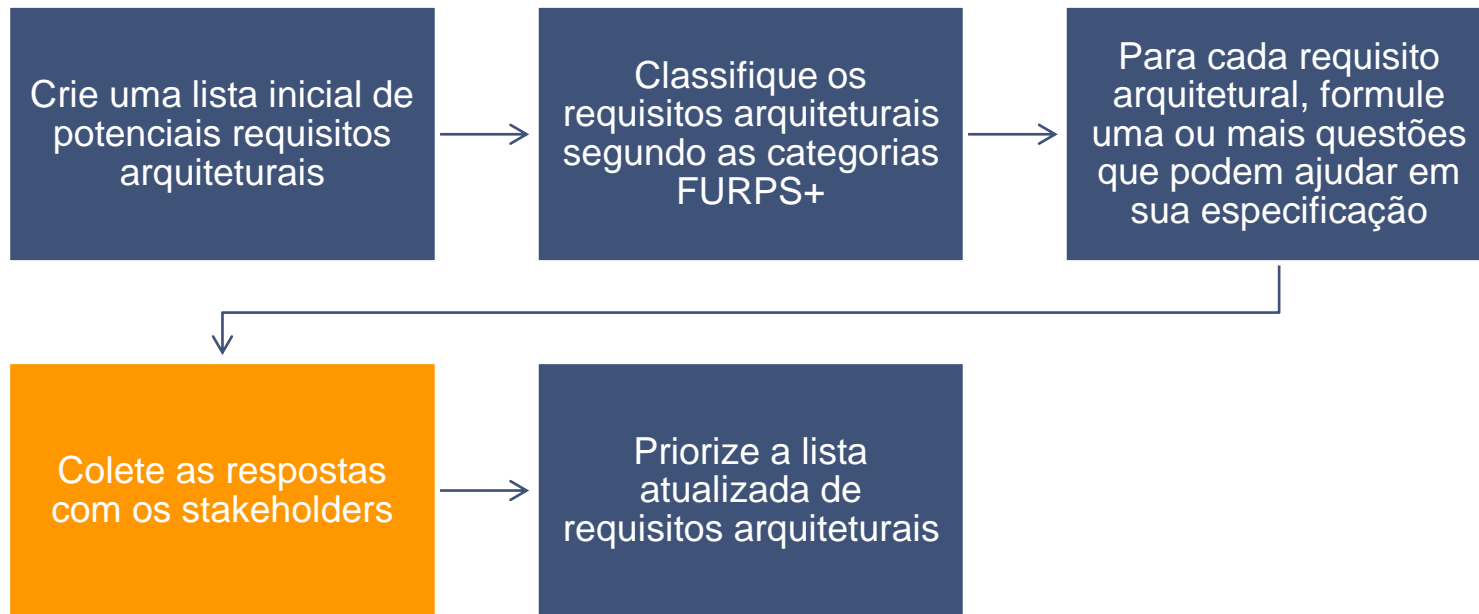 Crie uma lista inicial de
potenciais requisitos
arquiteturais
Classifique os
requisitos arquiteturais
segundo as categorias
FURPS+
Para cada requisito
arquitetural, formule
uma ou mais questões
que podem ajudar em
sua especificação
Colete as respostas
com os stakeholders
Priorize a lista
atualizada de
requisitos arquiteturais